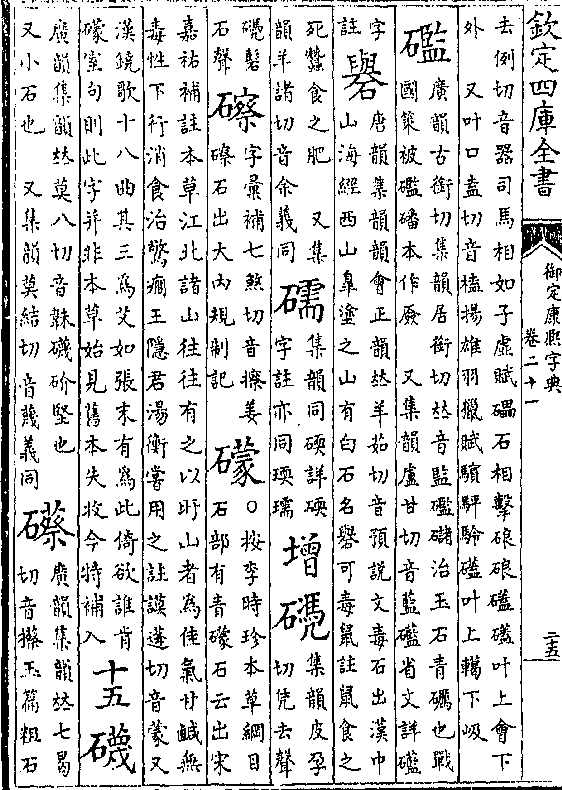 欽定四庫全書
御定康熙字典
卷二十一
二五
去例切音器司馬相如子虛賦礧石相擊硠硠礚礚叶上會下
外 又叶口盍切音榼揚雄羽獵賦驞駍駖礚叶上轕下岋
礛
廣韻古銜切集韻居銜切𠀤音監礛䃴治玉石青礪也戰
國策被礛磻本作厱 又集韻盧甘切音藍礛省文詳礛
字
註
礜
唐韻集韻韻會正韻𠀤羊茹切音預說文毒石出漢中
山海經西山臯塗之山有白石名礜可毒鼠註鼠食之
死蠶食之肥 又集
韻羊諸切音余義同
礝
集韻同碝詳碝
字註亦同瑌瓀
增
集韻皮孕
切凭去聲
石聲
䃰
字彙補七煞切音擦姜
䃰石出大內規制記
礞
○按李時珍本草綱目
石部有青礞石云出宋
嘉祐補註本草江北諸山往往有之以盱山者為佳氣甘鹹無
毒性下行消食治驚癇王隱君湯衡嘗用之註謨蓬切音蒙又
漢鐃歌十八曲其三為艾如張末有為此倚欲誰肯
礞室句則此字并非本草始見舊本失收今特補入
十五
礣
廣韻集韻𠀤莫八切音韎礣砎堅也
又小石也 又集韻莫結切 音蔑義同
礤
廣韻集韻𠀤七曷
切音攃玉篇粗石